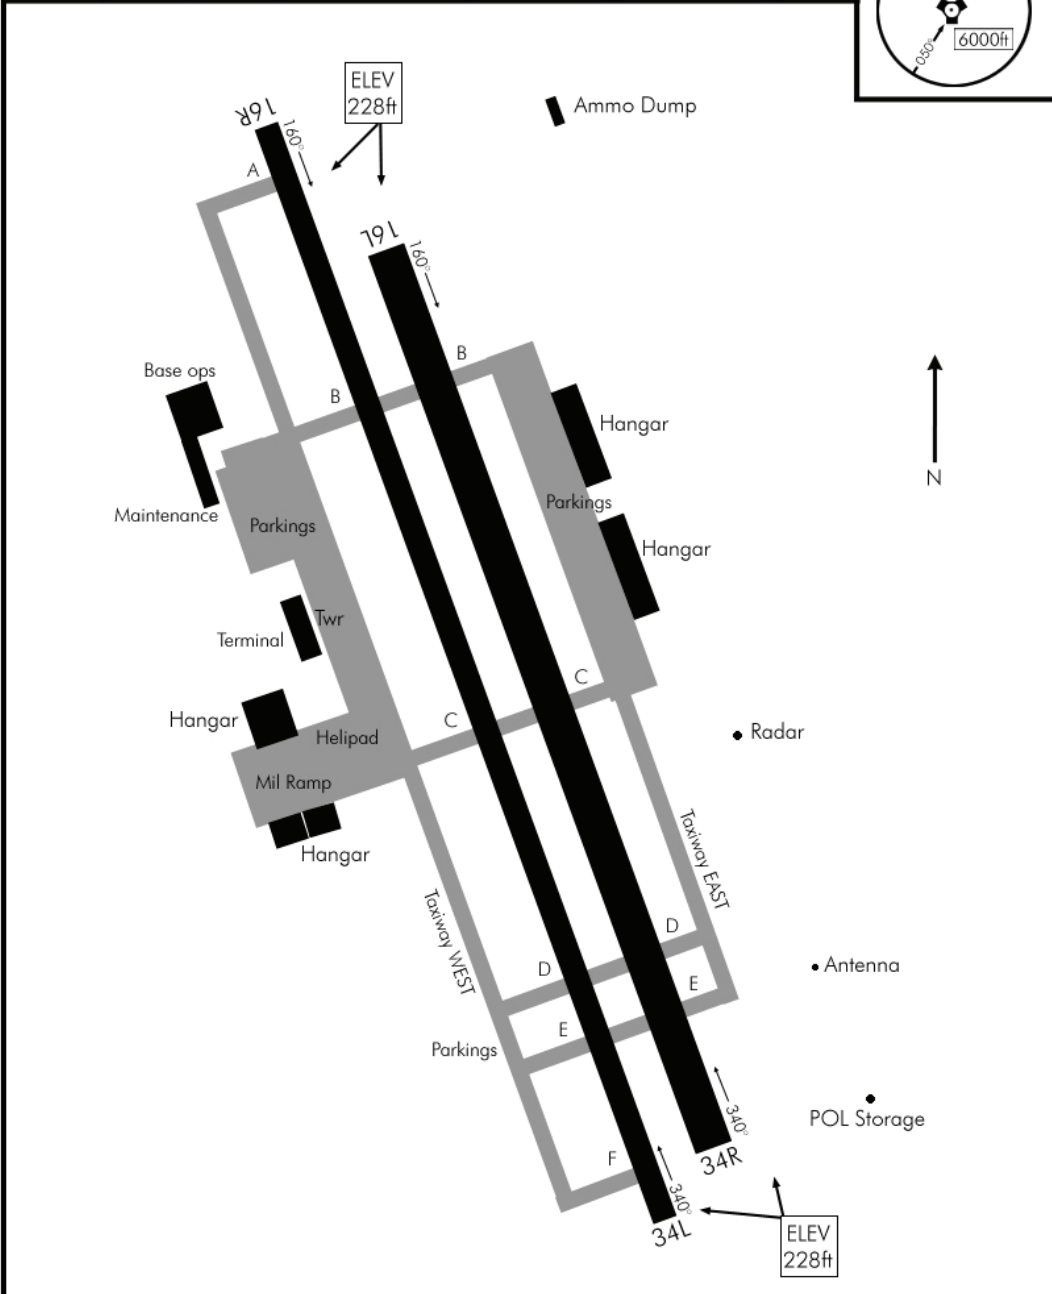 050°
6000ft
ELEV
228ft
Ammo Dump
16R
160°
A
16L
160°
B
B
Base ops
Hangar
N
Parkings
Maintenance
Parkings
Hangar
Twr
Terminal
C
C
Hangar
Helipad
Radar
Mil Ramp
Hangar
Taxiway EAST
Taxiway WEST
D
D
Antenna
E
E
Parkings
340°
POL Storage
34R
F
340°
34L
ELEV
228ft